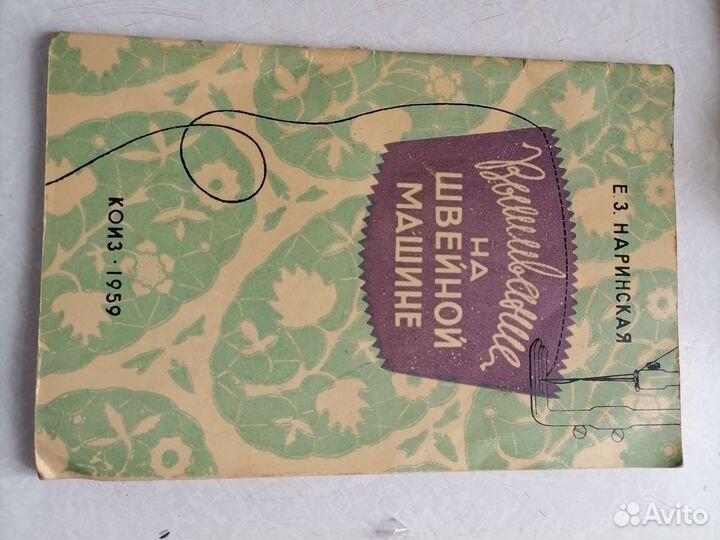 Е. З. НАРИНСКАЯ
Вышивание
НА
ШВЕЙНОЙ
МАШИНЕ
КОИЗ · 1959
Avito